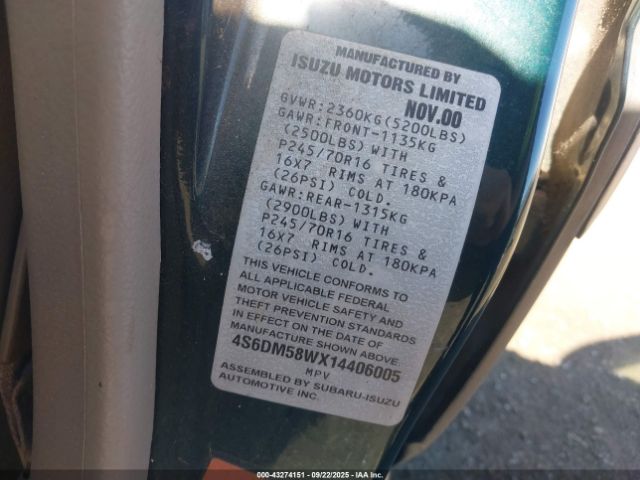 MANUFACTURED BY
ISUZU MOTORS LIMITED
NOV.00
GVWR:2360KG(5200LBS)
GAWR:FRONT-1135KG
(2500LBS) WITH
P245/70R16 TIRES &
16X7 RIMS AT 180KPA
(26PSI) COLD.
GAWR:REAR-1315KG
(2900LBS) WITH
P245/70R16 TIRES &
16X7 RIMS AT 180KPA
(26PSI) COLD.
THIS VEHICLE CONFORMS TO
ALL APPLICABLE FEDERAL
MOTOR VEHICLE SAFETY AND
THEFT PREVENTION STANDARDS
IN EFFECT ON THE DATE OF
MANUFACTURE SHOWN ABOVE.
4S6DM58WX14406005
MPV
ASSEMBLED BY SUBARU-ISUZU
AUTOMOTIVE INC.
000-43274151 - 09/22/2025 - IAAI.COM